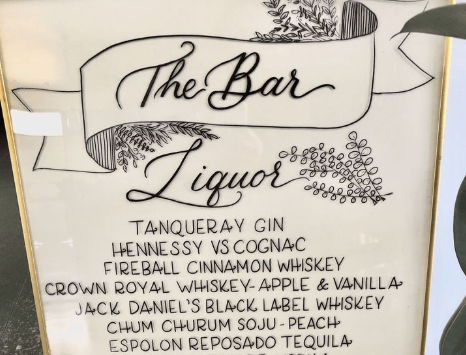 The Bar
Liquor
TANQUERAY GIN
HENNESSY VS COGNAC
FIREBALL CINNAMON WHISKEY
CROWN ROYAL WHISKEY-APPLE & VANILLA
JACK DANIEL'S BLACK LABEL WHISKEY
CHUM CHURUM SOJU-PEACH
ESPOLON REPOSADO TEQUILA